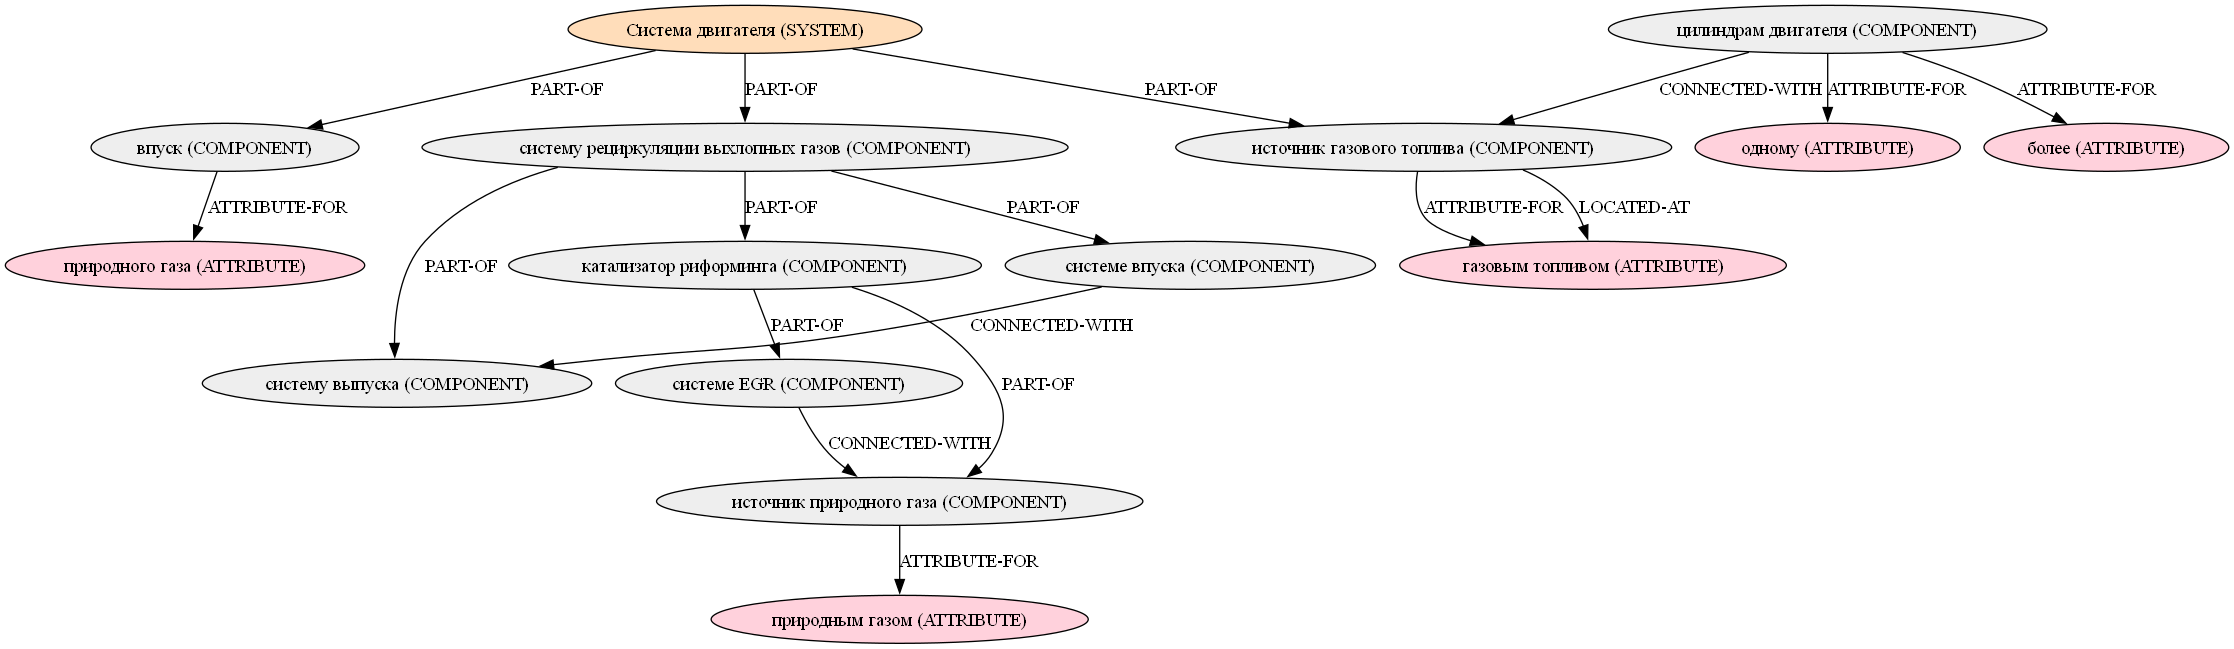 Система двигателя (SYSTEM)
цилиндрам двигателя (COMPONENT)
PART-OF
PART-OF
PART-OF
CONNECTED-WITH
ATTRIBUTE-FOR
ATTRIBUTE-FOR
впуск (COMPONENT)
систему рециркуляции выхлопных газов (COMPONENT)
источник газового топлива (COMPONENT)
одному (ATTRIBUTE)
более (ATTRIBUTE)
ATTRIBUTE-FOR
PART-OF
PART-OF
ATTRIBUTE-FOR
LOCATED-AT
природного газа (ATTRIBUTE)
PART-OF
катализатор риформинга (COMPONENT)
системе впуска (COMPONENT)
газовым топливом (ATTRIBUTE)
PART-OF
CONNECTED-WITH
систему выпуска (COMPONENT)
системе EGR (COMPONENT)
PART-OF
CONNECTED-WITH
источник природного газа (COMPONENT)
ATTRIBUTE-FOR
природным газом (ATTRIBUTE)